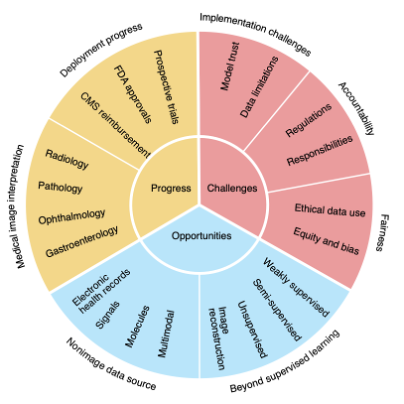 Deployment progress
Prospective trials
FDA approvals
CMS reimbursement
Medical image interpretation
Radiology
Pathology
Ophthalmology
Gastroenterology
Progress
Implementation challenges
Model trust
Data limitations
Accountability
Regulations
Responsibilities
Fairness
Ethical data use
Equity and bias
Challenges
Opportunities
Nonimage data source
Electronic
health records
Signals
Molecules
Multimodal
Beyond supervised learning
Image
reconstruction
Unsupervised
Semi-supervised
Weakly supervised